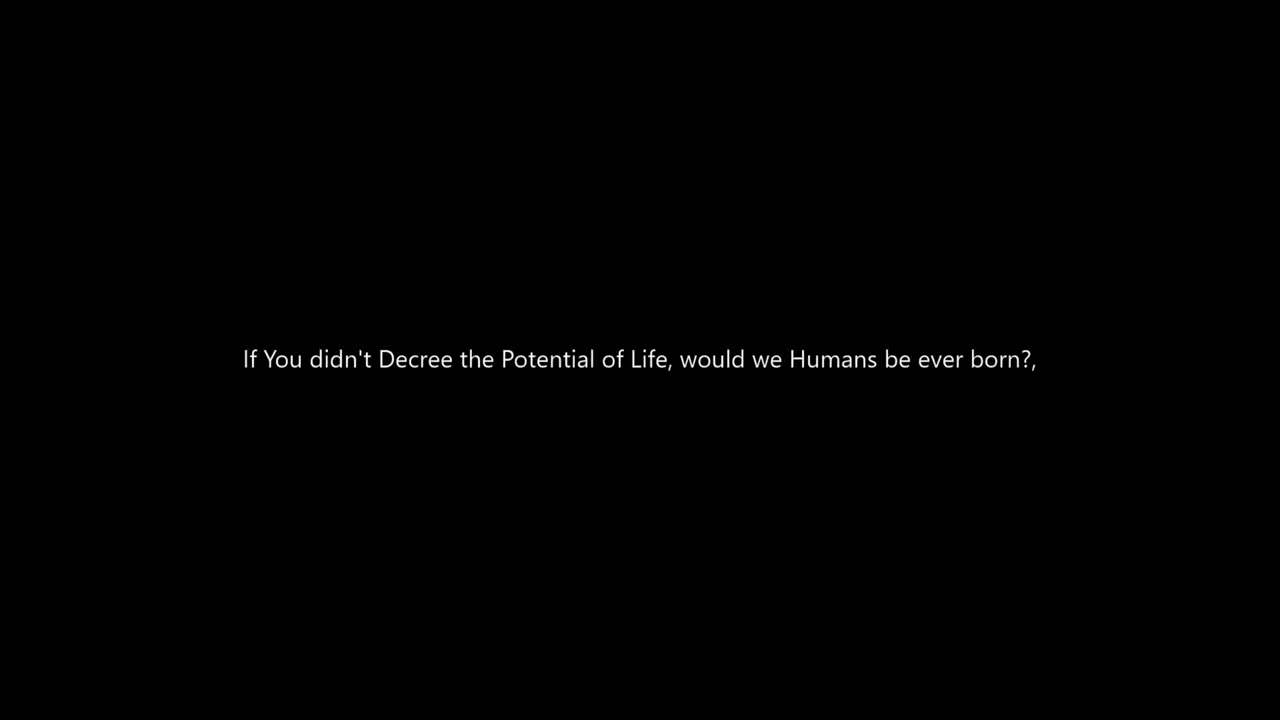 If You didn't Decree the Potential of Life, would we Humans be ever born?,